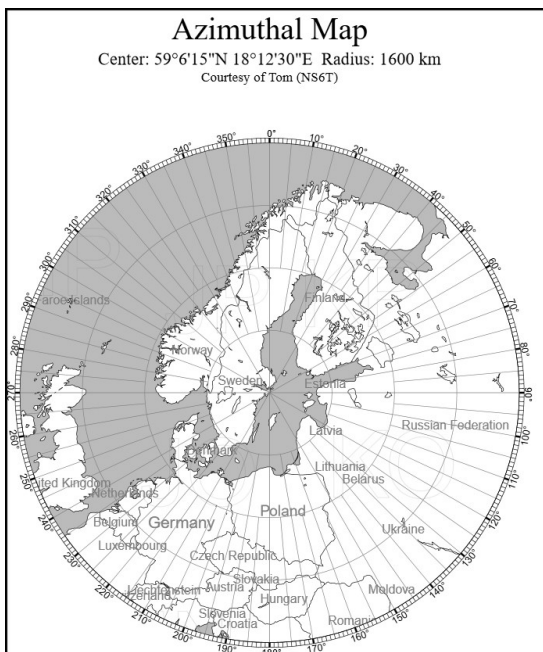 Azimuthal Map
Center: 59°6'15"N 18°12'30"E Radius: 1600 km
Courtesy of Tom (NS6T)
350° 0° 10°
340° 20°
330° 30°
320° 40°
310° 50°
300° 60°
290° 70°
280° 80°
270° 90°
260° 100°
250° 110°
240° 120°
230° 130°
220° 140°
210° 150°
200° 160°
190° 180° 170°
Finland
aroe Islands
Norway
Sweden
Estonia
Russian Federation
Latvia
Denmark
Lithuania
Belarus
nited Kingdom
Netherlands
Belgium
Germany
Poland
Ukraine
Luxembourg
Czech Republic
Slovakia
Liechtenstein
Austria
Moldova
Hungary
Slovenia
Croatia